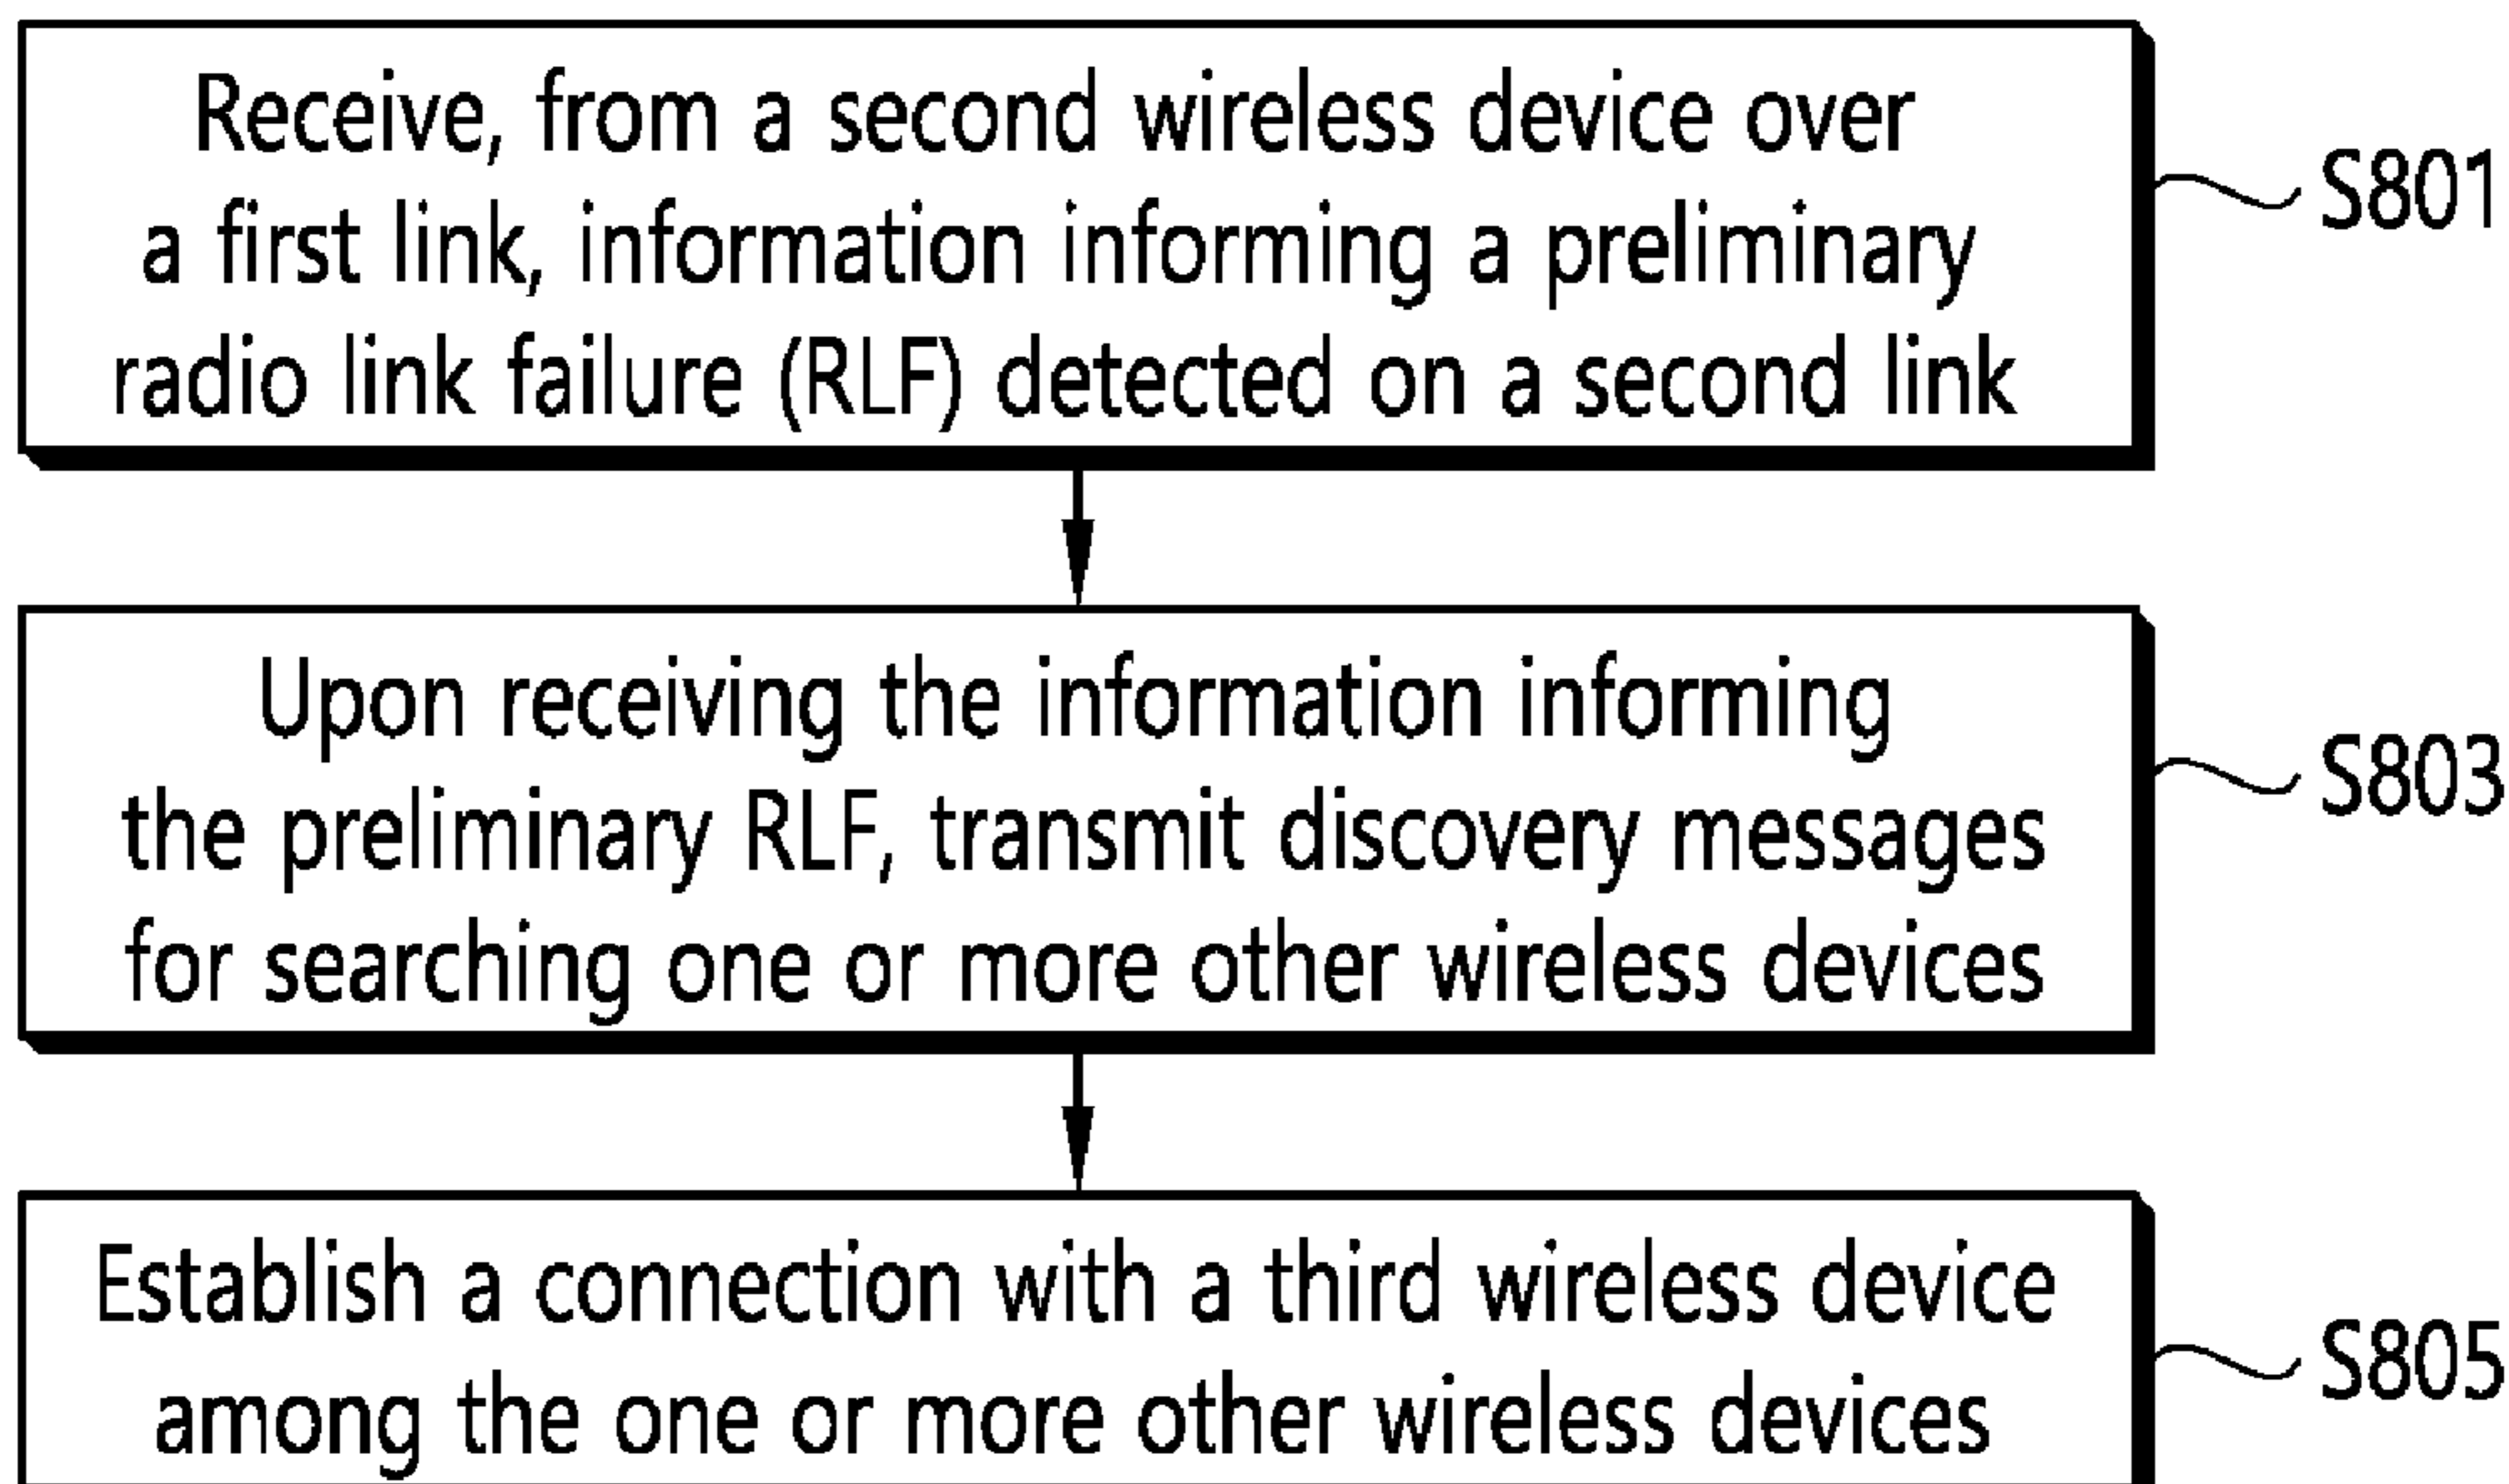 Receive, from a second wireless device over
a first link, information informing a preliminary
radio link failure (RLF) detected on a second link
S801
Upon receiving the information informing
the preliminary RLF, transmit discovery messages
for searching one or more other wireless devices
S803
Establish a connection with a third wireless device
among the one or more other wireless devices
S805